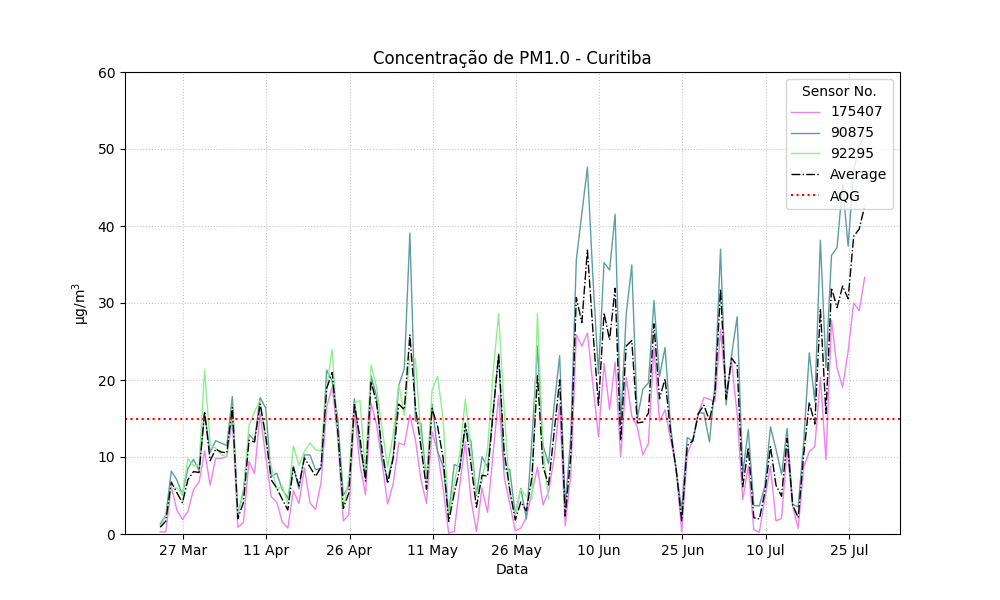 Concentração de PM1.0 - Curitiba
Sensor No.
175407
90875
92295
Average
AQG
60
50
40
30
20
10
0
µg/m³
27 Mar
11 Apr
26 Apr
11 May
26 May
10 Jun
25 Jun
10 Jul
25 Jul
Data